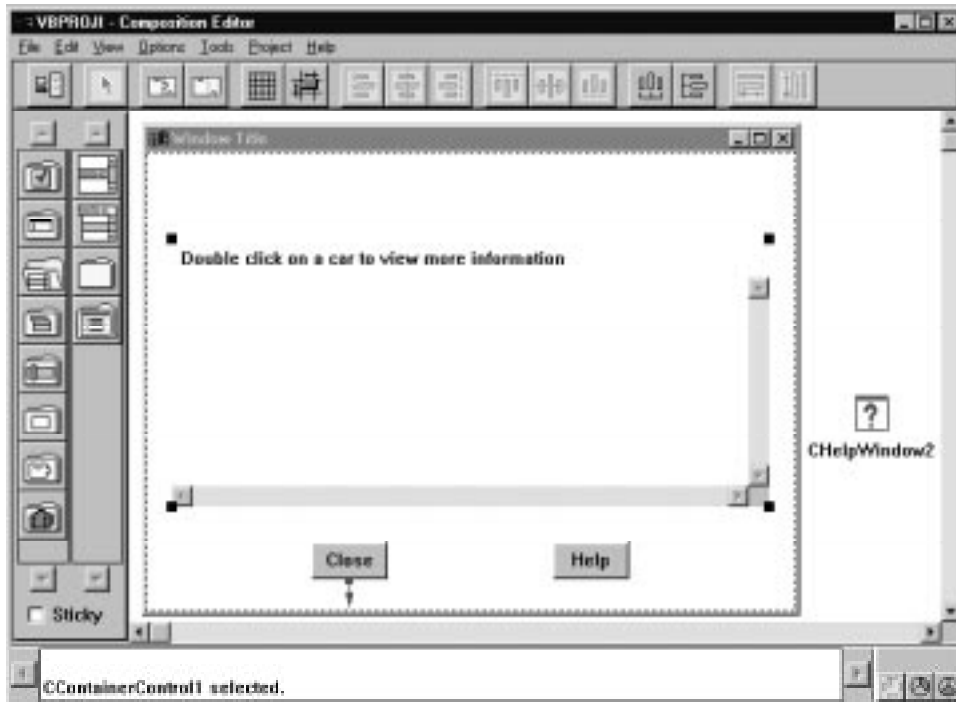 VBPROJ1 - Composition Editor
File Edit View Options Tools Project Help
Window Title
Double click on a car to view more information
CHelpWindow2
Close Help
Sticky
CContainerControl1 selected.